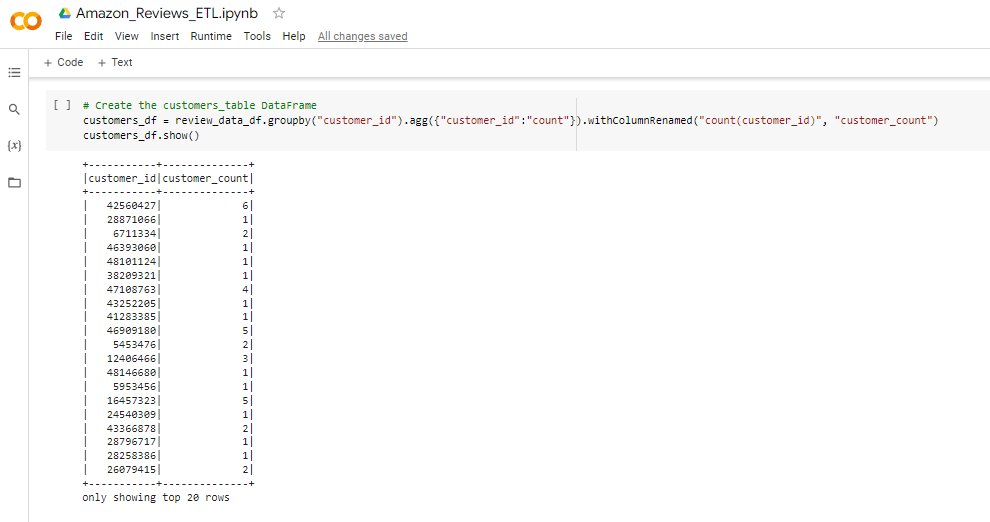 Amazon_Reviews_ETL.ipynb
File Edit View Insert Runtime Tools Help All changes saved
+ Code + Text
[ ] # Create the customers_table DataFrame
customers_df = review_data_df.groupby("customer_id").agg({"customer_id":"count"}).withColumnRenamed("count(customer_id)", "customer_count")
customers_df.show()
{x}
+-----------+--------------+
|customer_id|customer_count|
+-----------+--------------+
|   42560427|             6|
|   28871066|             1|
|    6711334|             2|
|   46393060|             1|
|   48101124|             1|
|   38209321|             1|
|   47108763|             4|
|   43252205|             1|
|   41283385|             1|
|   46909180|             5|
|    5453476|             2|
|   12406466|             3|
|   48146680|             1|
|    5953456|             1|
|   16457323|             5|
|   24540309|             1|
|   43366878|             2|
|   28796717|             1|
|   28258386|             1|
|   26079415|             2|
+-----------+--------------+
only showing top 20 rows